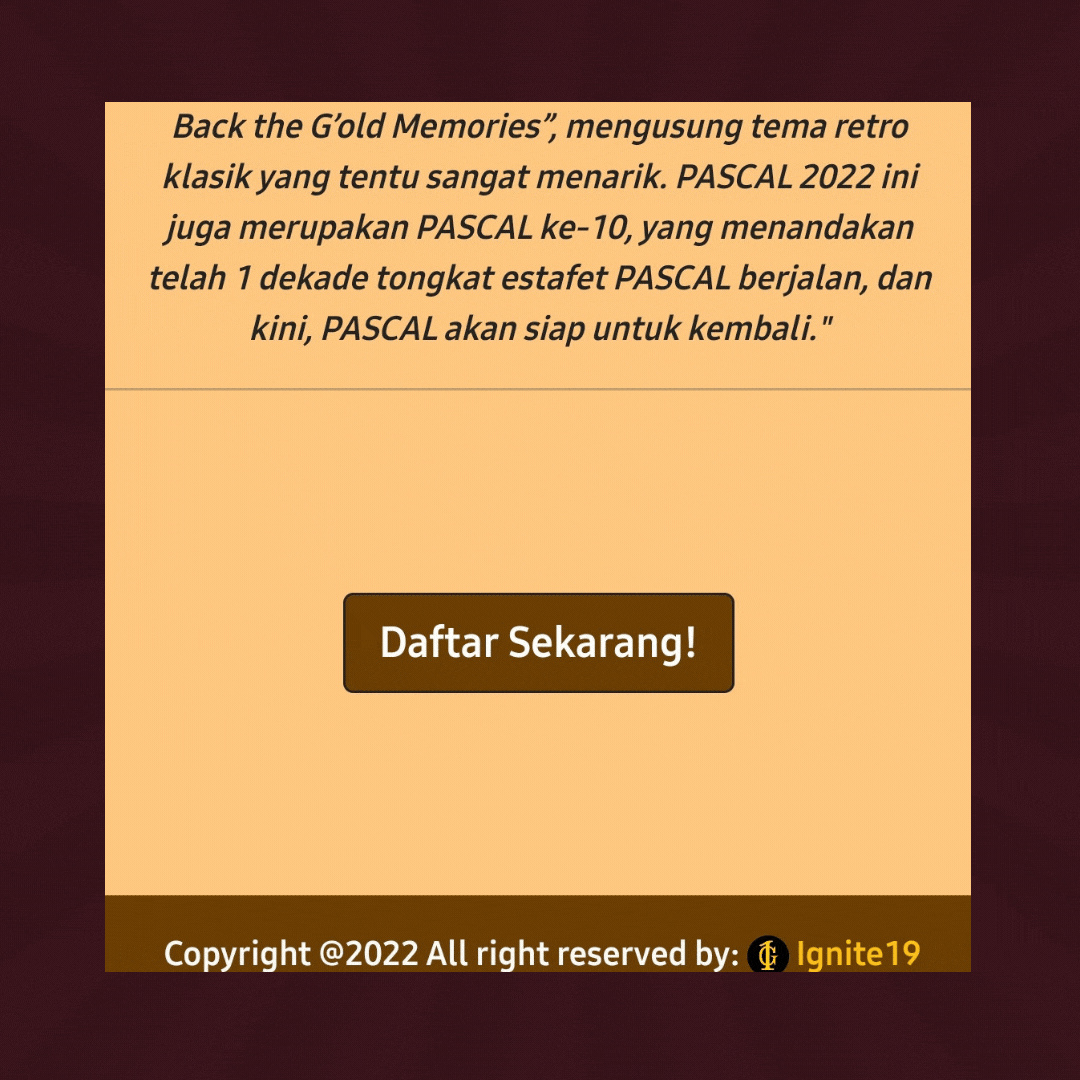 Back the G’old Memories”, mengusung tema retro
klasik yang tentu sangat menarik. PASCAL 2022 ini
juga merupakan PASCAL ke-10, yang menandakan
telah 1 dekade tongkat estafet PASCAL berjalan, dan
kini, PASCAL akan siap untuk kembali."
Daftar Sekarang!
Copyright @2022 All right reserved by: Ignite19